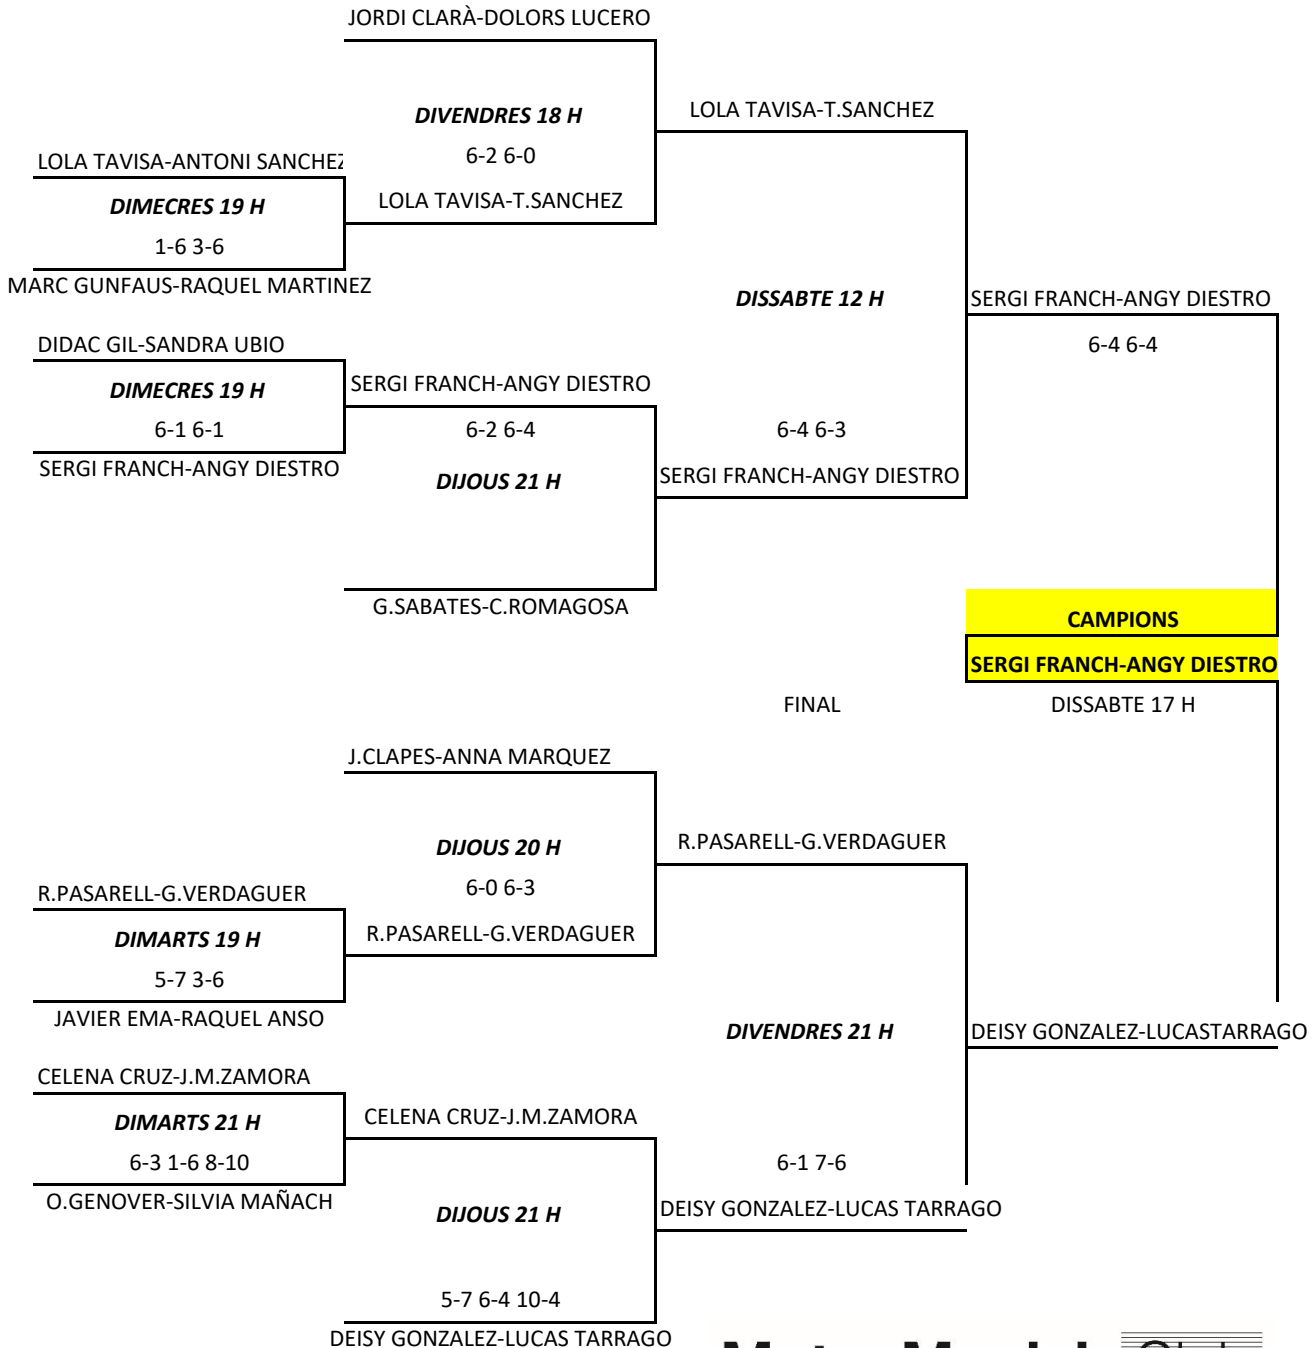 JORDI CLARÀ-DOLORS LUCERO
DIVENDRES 18 H
LOLA TAVISA-T.SANCHEZ
6-2 6-0
LOLA TAVISA-ANTONI SANCHEZ
DIMECRES 19 H
LOLA TAVISA-T.SANCHEZ
1-6 3-6
MARC GUNFAUS-RAQUEL MARTINEZ
DISSABTE 12 H
SERGI FRANCH-ANGY DIESTRO
DIDAC GIL-SANDRA UBIO
6-4 6-4
DIMECRES 19 H
SERGI FRANCH-ANGY DIESTRO
6-1 6-1
6-2 6-4
6-4 6-3
SERGI FRANCH-ANGY DIESTRO
DIJOUS 21 H
SERGI FRANCH-ANGY DIESTRO
G.SABATES-C.ROMAGOSA
CAMPIONS
SERGI FRANCH-ANGY DIESTRO
FINAL
DISSABTE 17 H
J.CLAPES-ANNA MARQUEZ
DIJOUS 20 H
R.PASARELL-G.VERDAGUER
6-0 6-3
R.PASARELL-G.VERDAGUER
DIMARTS 19 H
R.PASARELL-G.VERDAGUER
5-7 3-6
JAVIER EMA-RAQUEL ANSO
DIVENDRES 21 H
DEISY GONZALEZ-LUCASTARRAGO
CELENA CRUZ-J.M.ZAMORA
DIMARTS 21 H
CELENA CRUZ-J.M.ZAMORA
6-3 1-6 8-10
6-1 7-6
O.GENOVER-SILVIA MAÑACH
DIJOUS 21 H
DEISY GONZALEZ-LUCAS TARRAGO
5-7 6-4 10-4
DEISY GONZALEZ-LUCAS TARRAGO